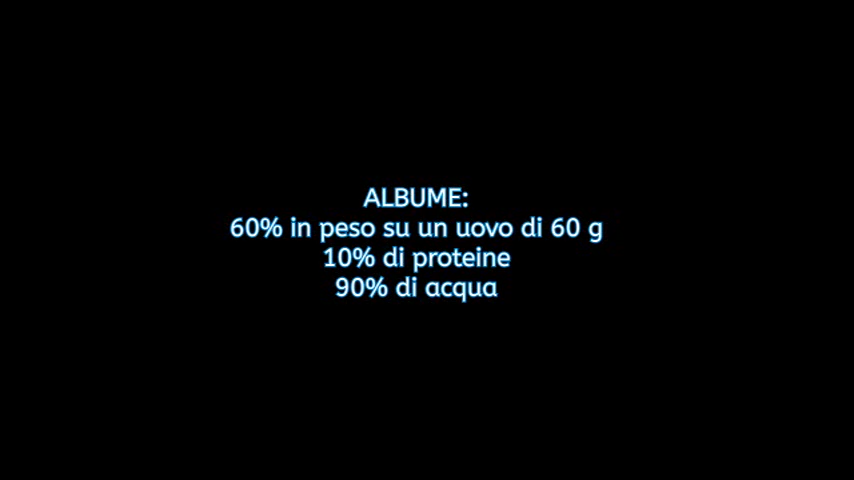 ALBUME:
60% in peso su un uovo di 60 g
10% di proteine
90% di acqua